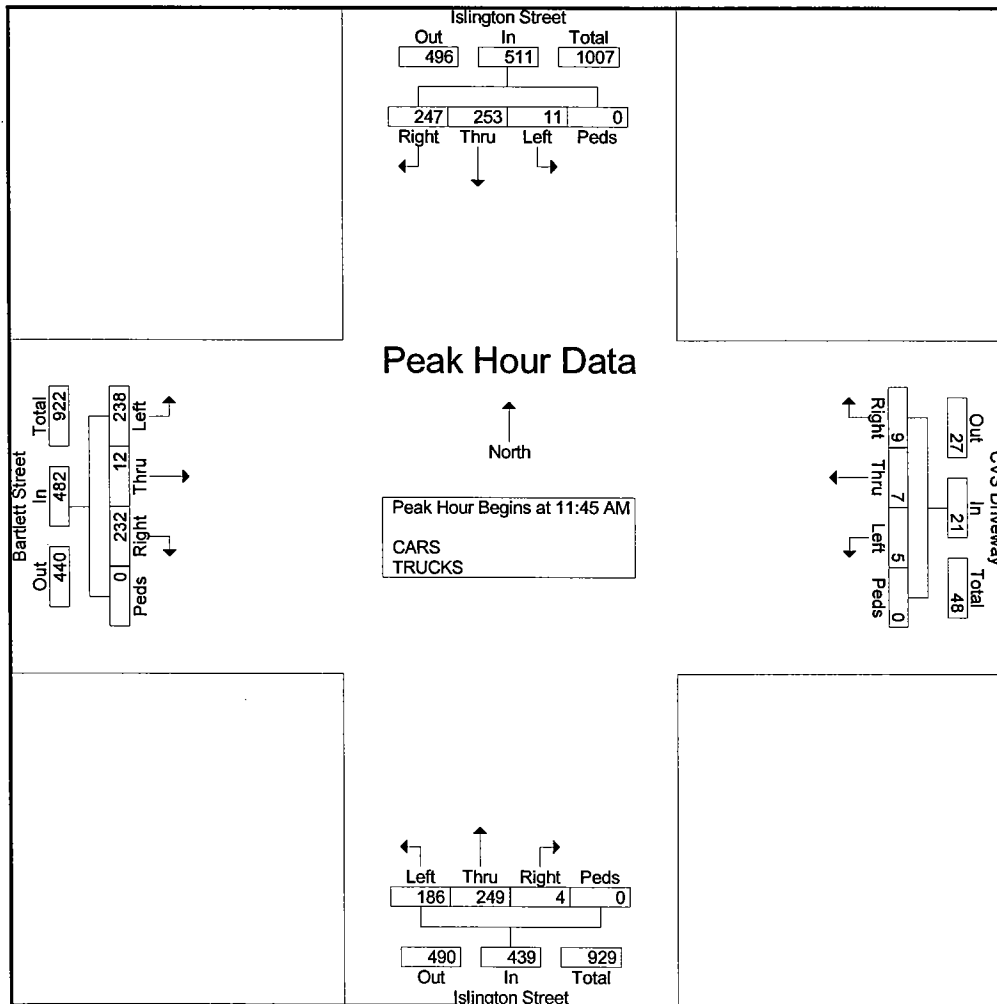 Islington Street
Out In Total
496 511 1007
247 253 11 0
Right Thru Left Peds
Peak Hour Data
North
Peak Hour Begins at 11:45 AM
CARS
TRUCKS
Bartlett Street
Total In Out
922 482 440
238 12 232 0
Left Thru Right Peds
Right Thru Left Peds
9 7 5 0
Out In Total
27 21 48
CVS Driveway
Left Thru Right Peds
186 249 4 0
490 439 929
Out In Total
Islington Street